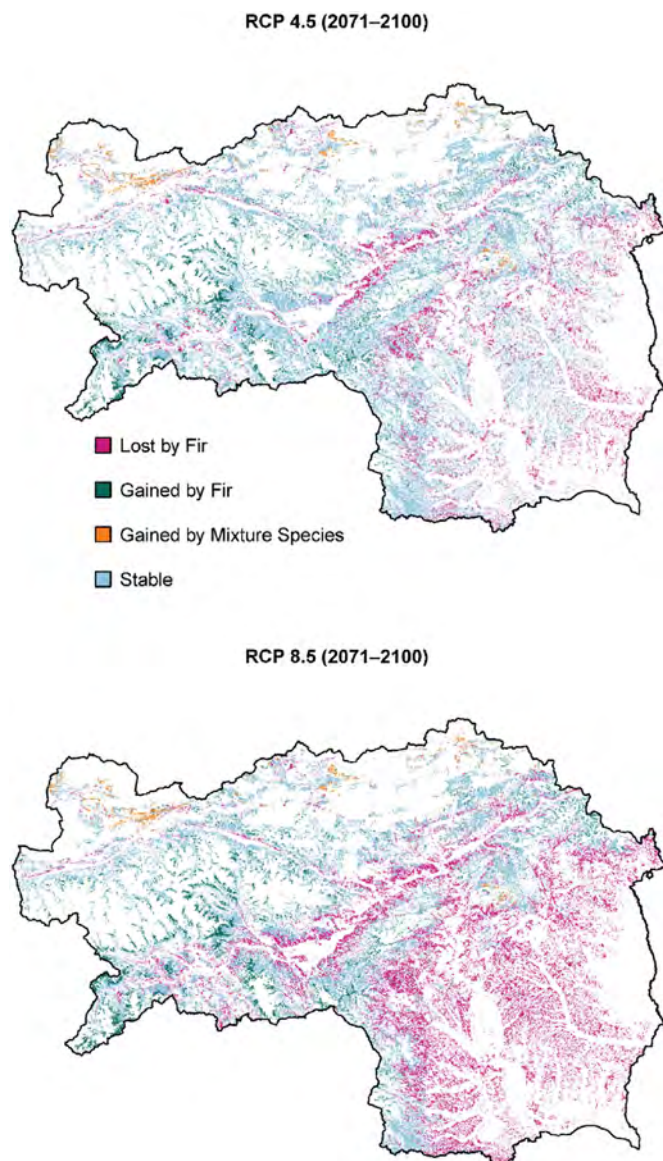 RCP 4.5 (2071–2100)
Lost by Fir
Gained by Fir
Gained by Mixture Species
Stable
RCP 8.5 (2071–2100)